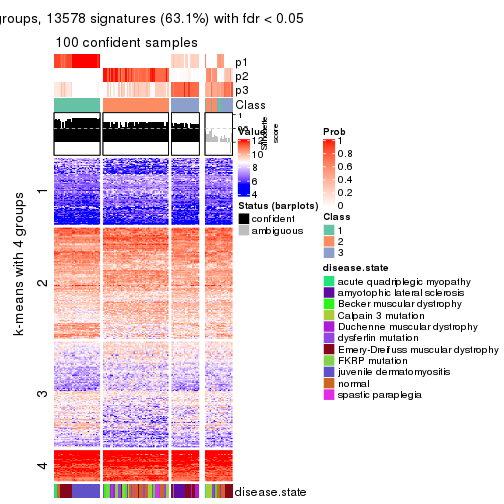 groups, 13578 signatures (63.1%) with fdr < 0.05
100 confident samples
p1
p2
p3
Class
1
score
Value
12
10
8
6
4
Status (barplots)
confident
ambiguous
Prob
1
0.8
0.6
0.4
0.2
0
Class
1
2
3
disease.state
acute quadriplegic myopathy
amyotophic lateral sclerosis
Becker muscular dystrophy
Calpain 3 mutation
Duchenne muscular dystrophy
dysferlin mutation
Emery-Dreifuss muscular dystrophy
FKRP mutation
juvenile dermatomyositis
normal
spastic paraplegia
k-means with 4 groups
1
2
3
4
disease.state